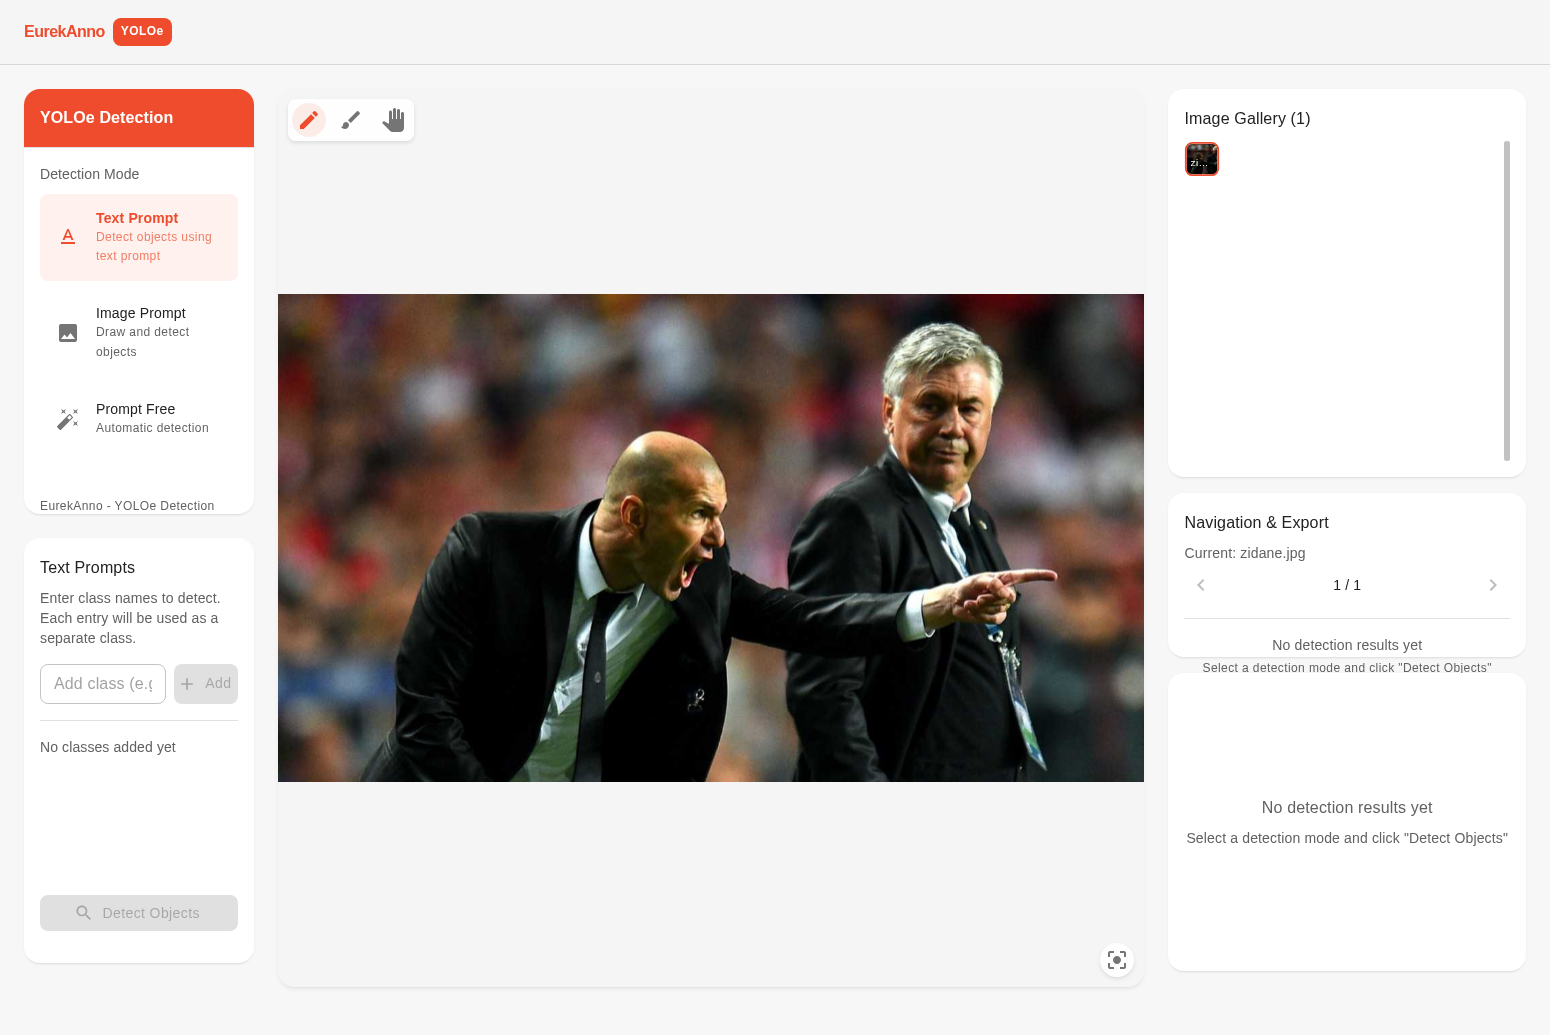 EurekAnno YOLOe
YOLOe Detection
Detection Mode
Text Prompt
Detect objects using
text prompt
Image Prompt
Draw and detect
objects
Prompt Free
Automatic detection
EurekAnno - YOLOe Detection
Text Prompts
Enter class names to detect.
Each entry will be used as a
separate class.
Add class (e.g
Add
No classes added yet
Detect Objects
Image Gallery (1)
zi...
Navigation & Export
Current: zidane.jpg
1 / 1
No detection results yet
Select a detection mode and click "Detect Objects"
No detection results yet
Select a detection mode and click "Detect Objects"